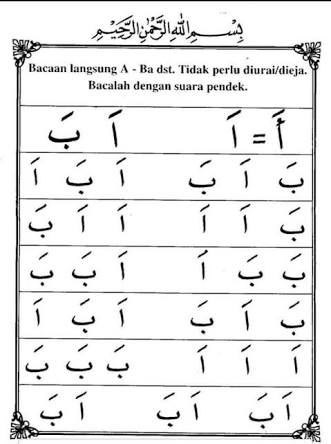 بِسْمِ اللهِ الرَّحْمٰنِ الرَّحِيْمِ
Bacaan langsung A - Ba dst. Tidak perlu diurai/dieja.
Bacalah dengan suara pendek.
أَ = اَ اَ بَ
بَ اَ بَ اَ بَ اَ
بَ اَ اَ اَ اَ بَ
بَ بَ اَ اَ بَ بَ
بَ اَ بَ اَ بَ اَ
اَ اَ اَ بَ بَ بَ
اَ بَ اَ بَ اَ بَ